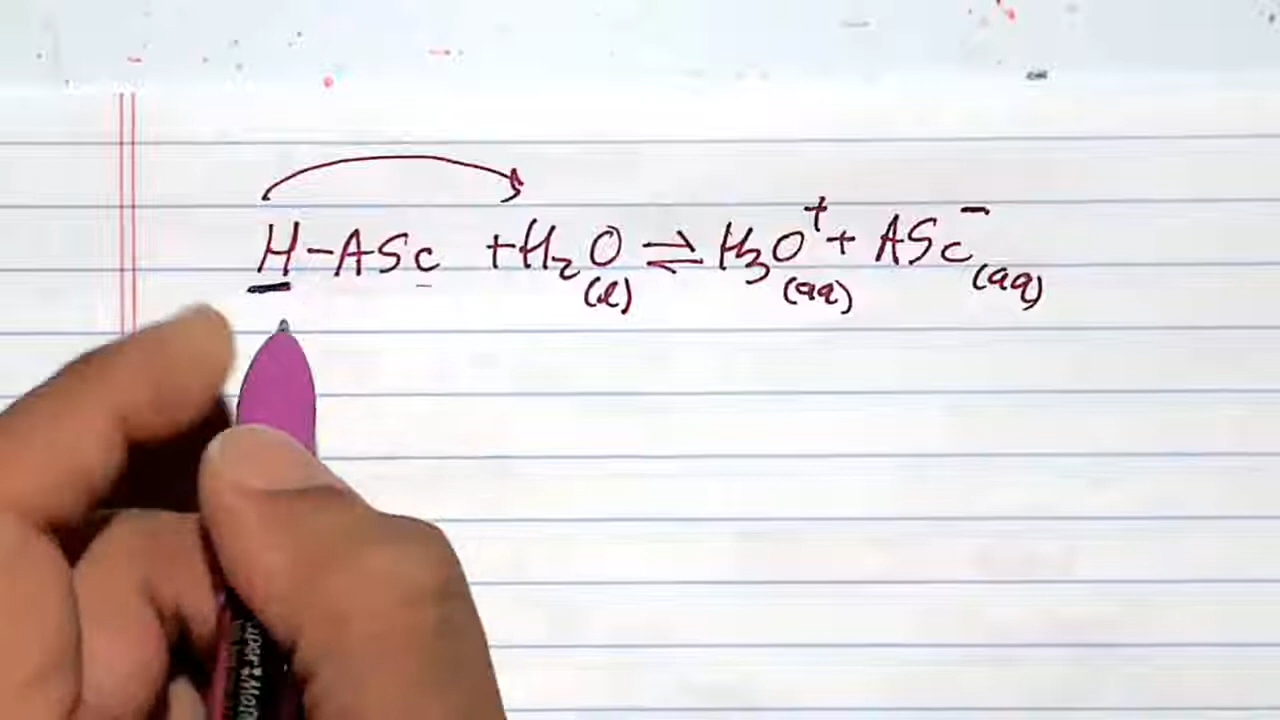 H-ASc + H₂O(l) ⇌ H₃O⁺(aq) + ASc⁻(aq)